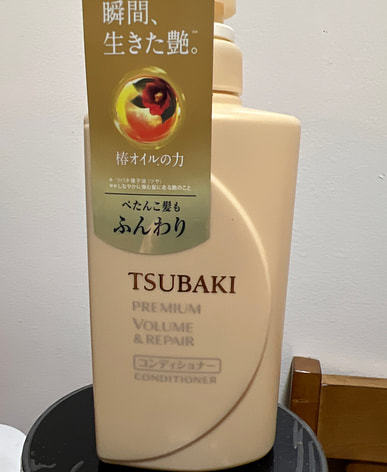 瞬間、
生きた艶。
椿オイルの力
ぺたんこ髪も
ふんわり
TSUBAKI
PREMIUM
VOLUME
& REPAIR
コンディショナー
CONDITIONER